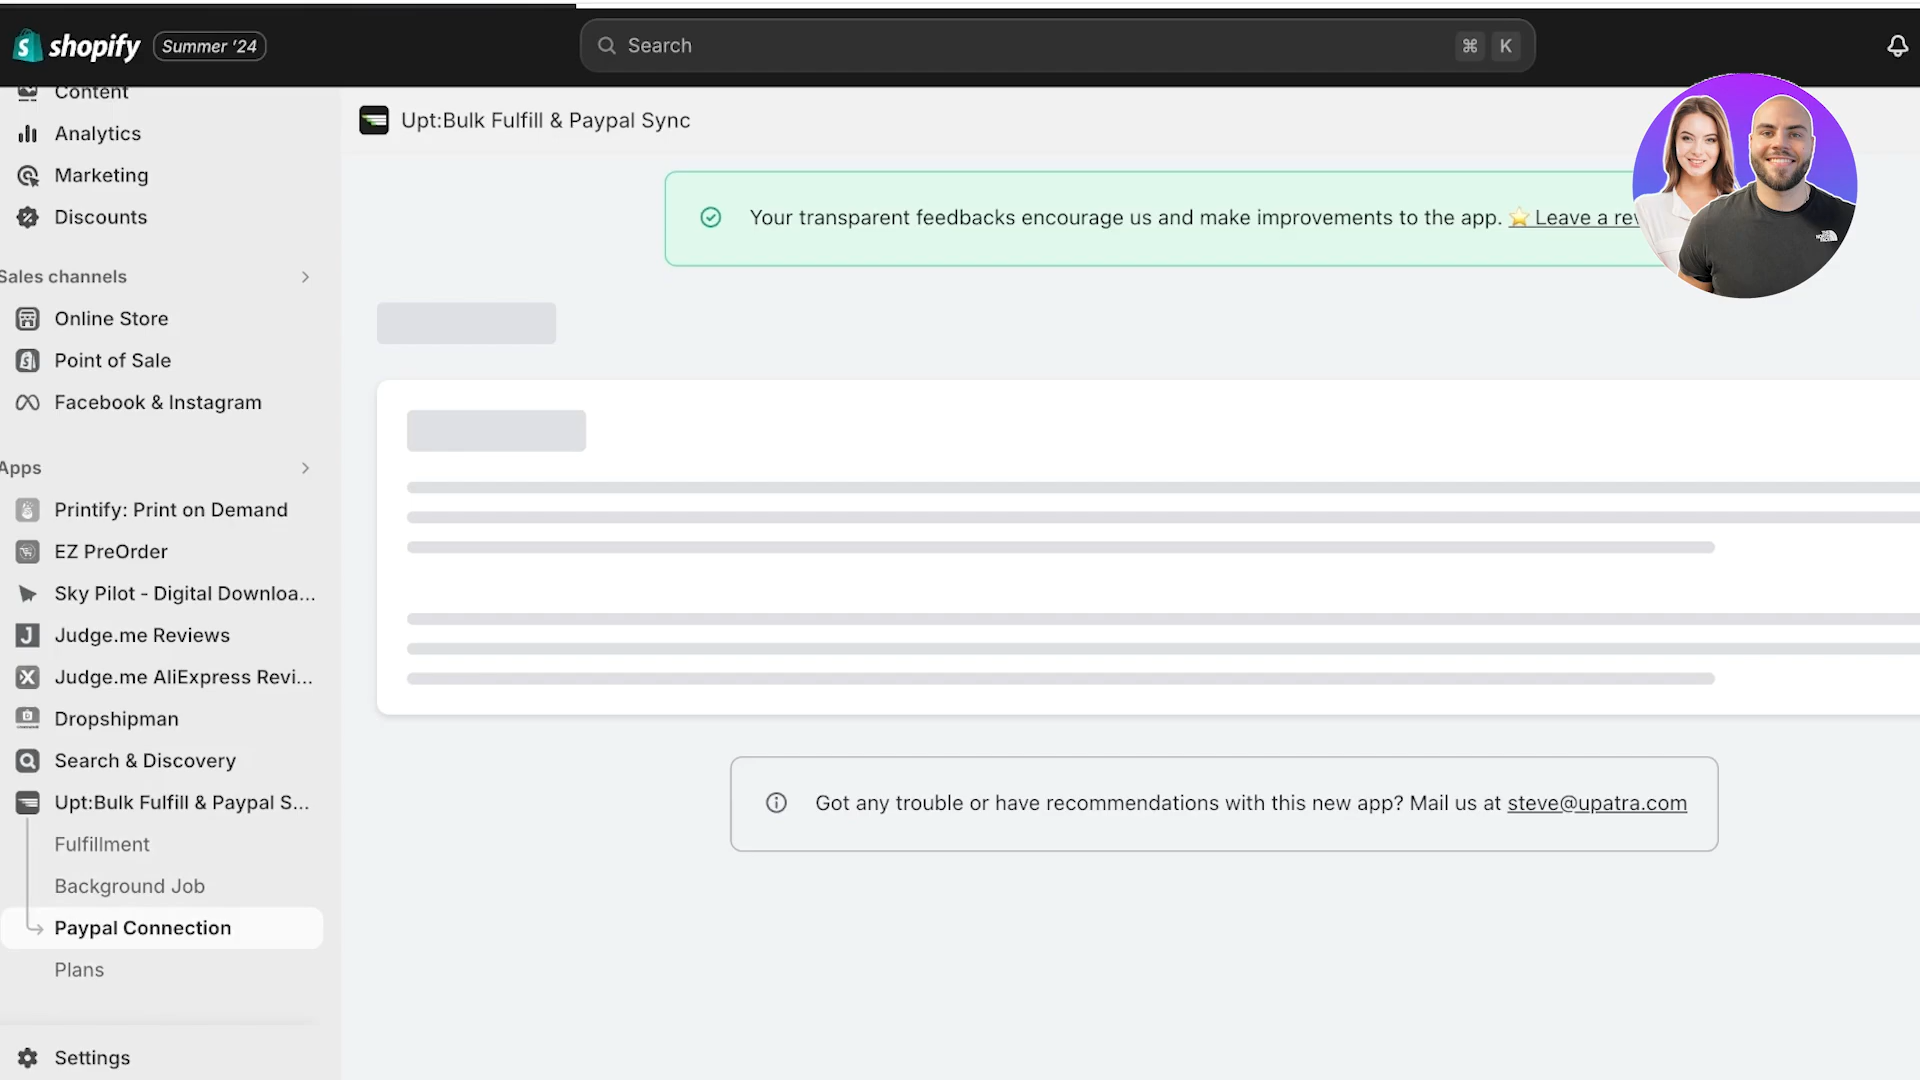 shopify Summer '24
Search
⌘ K
Content
Analytics
Marketing
Discounts
Sales channels
Online Store
Point of Sale
Facebook & Instagram
Apps
Printify: Print on Demand
EZ PreOrder
Sky Pilot - Digital Downloa...
Judge.me Reviews
Judge.me AliExpress Revi...
Dropshipman
Search & Discovery
Upt:Bulk Fulfill & Paypal S...
Fulfillment
Background Job
Paypal Connection
Plans
Settings
Upt:Bulk Fulfill & Paypal Sync
Your transparent feedbacks encourage us and make improvements to the app. ⭐ Leave a rev
Got any trouble or have recommendations with this new app? Mail us at steve@upatra.com